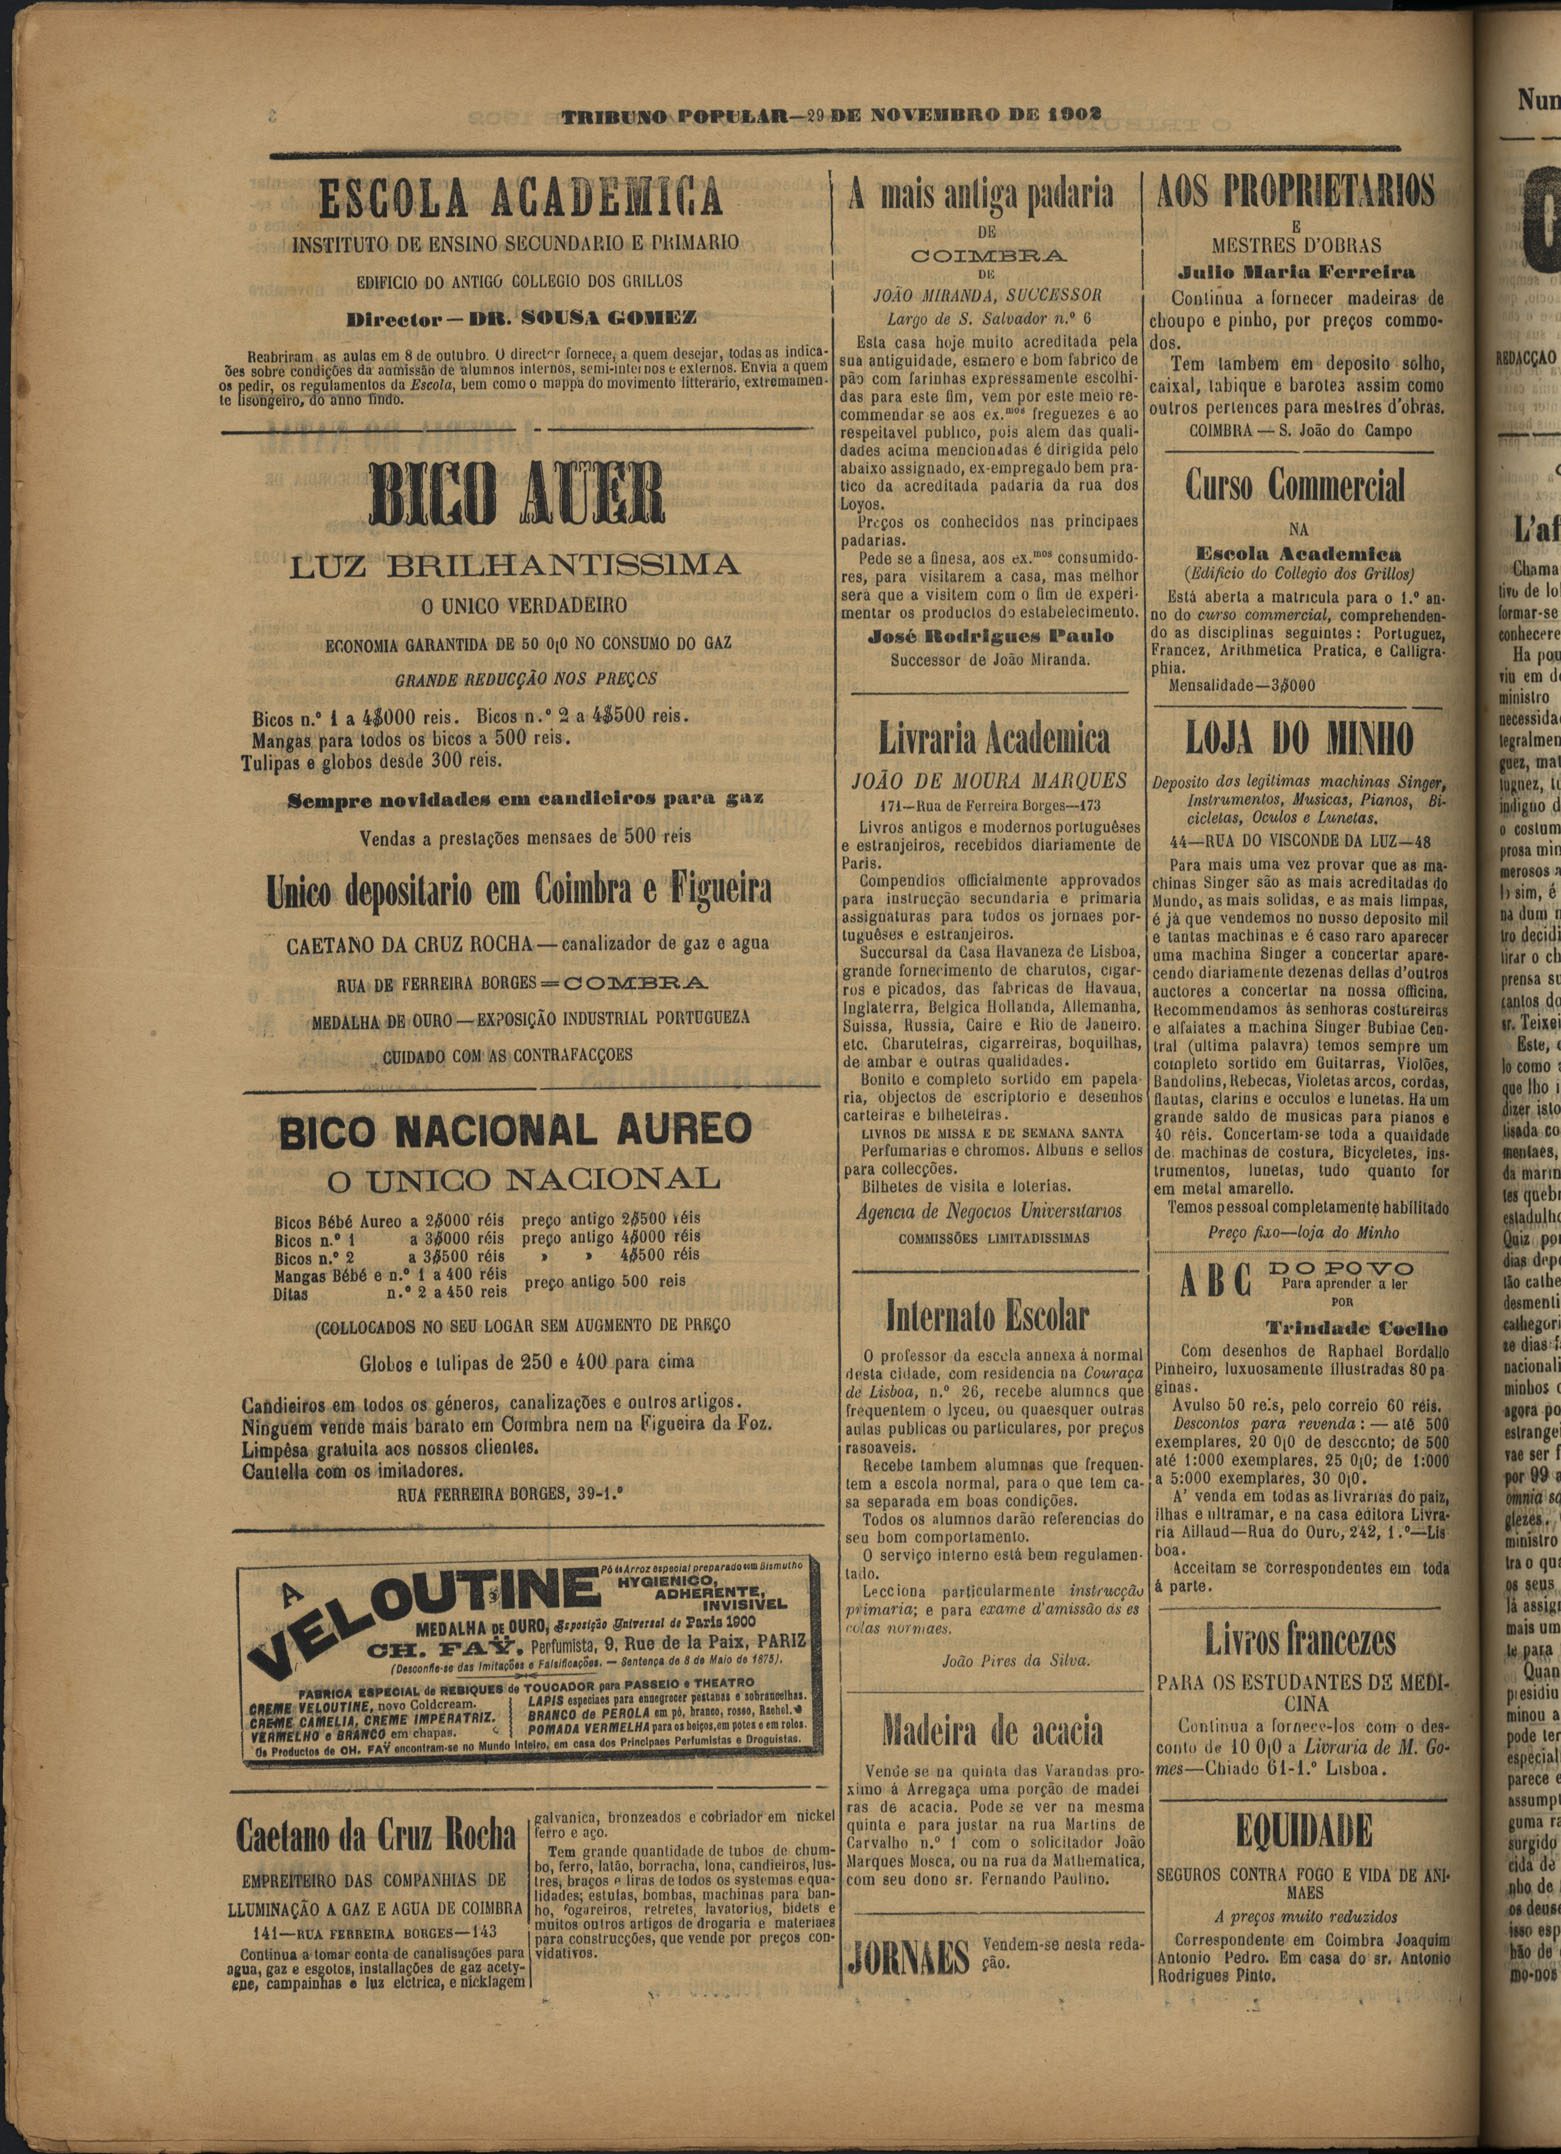 TRIBUNO POPULAR—29 DE NOVEMBRO DE 1902
ESCOLA ACADEMICA
INSTITUTO DE ENSINO SECUNDARIO E PRIMARIO
EDIFICIO DO ANTIGO COLLEGIO DOS GRILLOS
Director — DR. SOUSA GOMEZ
Reabriram as aulas em 8 de outubro. O director fornece, a quem desejar, todas as indica-
ões sobre condições da admissão de alumnos internos, semi-internos e externos. Envia a quem
os pedir, os regulamentos da Escola, bem como o mappa do movimento litterario, extremamen-
te lisongeiro, do anno findo.
BICO AUER
LUZ BRILHANTISSIMA
O UNICO VERDADEIRO
ECONOMIA GARANTIDA DE 50 0|0 NO CONSUMO DO GAZ
GRANDE REDUCÇÃO NOS PREÇOS
Bicos n.º 1 a 4$000 reis. Bicos n.º 2 a 4$500 reis.
Mangas para todos os bicos a 500 reis.
Tulipas e globos desde 300 reis.
Sempre novidades em candieiros para gaz
Vendas a prestações mensaes de 500 reis
Unico depositario em Coimbra e Figueira
CAETANO DA CRUZ ROCHA — canalizador de gaz e agua
RUA DE FERREIRA BORGES = COMBRA
MEDALHA DE OURO — EXPOSIÇÃO INDUSTRIAL PORTUGUEZA
CUIDADO COM AS CONTRAFACÇOES
BICO NACIONAL AUREO
O UNICO NACIONAL
Bicos Bébé Aureo a 2$000 réis preço antigo 2$500 réis
Bicos n.º 1 a 3$000 réis preço antigo 4$000 réis
Bicos n.º 2 a 3$500 réis » » 4$500 réis
Mangas Bébé e n.º 1 a 400 réis
Ditas n.º 2 a 450 reis preço antigo 500 reis
(COLLOCADOS NO SEU LOGAR SEM AUGMENTO DE PREÇO
Globos e tulipas de 250 e 400 para cima
Candieiros em todos os géneros, canalizações e outros artigos.
Ninguem vende mais barato em Coimbra nem na Figueira da Foz.
Limpêsa gratuita aos nossos clientes.
Cautella com os imitadores.
RUA FERREIRA BORGES, 39-1.º
A VELOUTINE
Pó de Arroz especial preparado com Bismutho
HYGIENICO,
ADHERENTE,
INVISIVEL
MEDALHA DE OURO, Exposição Universal de Paris 1900
CH. FAŸ, Perfumista, 9, Rue de la Paix, PARIZ
(Desconfie-se das Imitações e Falsificações. — Sentença de 8 de Maio de 1875).
FABRICA ESPECIAL de REBIQUES de TOUCADOR para PASSEIO e THEATRO
CREME VELOUTINE, novo Coldcream.
CREME CAMELIA, CREME IMPERATRIZ.
VERMELHO e BRANCO em chapas.
LAPIS especiaes para ennegrecer pestanas e sobrancelhas.
BRANCO de PEROLA em pó, branco, roseo, Rachel.
POMADA VERMELHA para os beiços, em potes e em rolos.
Os Productos de CH. FAŸ encontram-se no Mundo Inteiro, em casa dos Principaes Perfumistas e Droguistas.
Caetano da Cruz Rocha
EMPREITEIRO DAS COMPANHIAS DE
LLUMINAÇÃO A GAZ E AGUA DE COIMBRA
141—RUA FERREIRA BORGES—143
Continua a tomar conta de canalisações para
agua, gaz e esgotos, installações de gaz acety-
ene, campainhas e luz elctrica, e nicklagem
galvanica, bronzeados e cobriador em nickel
ferro e aço.
Tem grande quantidade de tubos de chum-
bo, ferro, latão, borracha, lona, candieiros, lus-
tres, braços e liras de todos os systemas e qua-
lidades; estufas, bombas, machinas para ban-
ho, fogareiros, retretes, lavatorios, bidets e
muitos outros artigos de drogaria e materiaes
para construcções, que vende por preços con-
vidativos.
A mais antiga padaria
DE
COIMBRA
DE
JOÃO MIRANDA, SUCCESSOR
Largo de S. Salvador n.º 6
Esta casa hoje muito acreditada pela
sua antiguidade, esmero e bom fabrico de
pão com farinhas expressamente escolhi-
das para este fim, vem por este meio re-
commendar se aos ex.mos freguezes e ao
respeitavel publico, pois alem das quali-
dades acima mencionadas é dirigida pelo
abaixo assignado, ex-empregado bem pra-
tico da acreditada padaria da rua dos
Loyos.
Preços os conhecidos nas principaes
padarias.
Pede se a finesa, aos ex.mos consumido-
res, para visitarem a casa, mas melhor
será que a visitem com o fim de experi-
mentar os productos do estabelecimento.
José Rodrigues Paulo
Successor de João Miranda.
Livraria Academica
JOÃO DE MOURA MARQUES
171—Rua de Ferreira Borges—173
Livros antigos e modernos portuguêses
e estranjeiros, recebidos diariamente de
Paris.
Compendios officialmente approvados
para instrucção secundaria e primaria
assignaturas para todos os jornaes por-
tuguêses e estranjeiros.
Succursal da Casa Havaneza de Lisboa,
grande fornecimento de charutos, cigar-
ros e picados, das fabricas de Havaua,
Inglaterra, Belgica Hollanda, Allemanha,
Suissa, Russia, Caire e Rio de Janeiro.
etc. Charuteiras, cigarreiras, boquilhas,
de ambar e outras qualidades.
Bonito e completo sortido em papela-
ria, objectos de escriptorio e desenhos
carteiras e bilheteiras.
LIVROS DE MISSA E DE SEMANA SANTA
Perfumarias e chromos. Albuns e sellos
para collecções.
Bilhetes de visita e loterias.
Agencia de Negocios Universitarios
COMMISSÕES LIMITADISSIMAS
Internato Escolar
O professor da escola annexa á normal
desta cidade, com residencia na Couraça
de Lisboa, n.º 26, recebe alumnos que
frequentem o lyceu, ou quaesquer outras
aulas publicas ou particulares, por preços
rasoaveis.
Recebe tambem alumnas que frequen-
tem a escola normal, para o que tem ca-
sa separada em boas condições.
Todos os alumnos darão referencias do
seu bom comportamento.
O serviço interno está bem regulamen-
tado.
Lecciona particularmente instrucção
primaria; e para exame d'amissão ás es
colas normaes.
João Pires da Silva.
Madeira de acacia
Vende se na quinta das Varandas pro-
ximo á Arregaça uma porção de madei
ras de acacia. Pode se ver na mesma
quinta e para justar na rua Martins de
Carvalho n.º 1 com o solicitador João
Marques Mosca, ou na rua da Mathematica,
com seu dono sr. Fernando Paulino.
JORNAES Vendem-se nesta reda-
ção.
AOS PROPRIETARIOS
E
MESTRES D'OBRAS
Julio Maria Ferreira
Continua a fornecer madeiras de
choupo e pinho, por preços commo-
dos.
Tem tambem em deposito solho,
caixal, tabique e barotes assim como
outros pertences para mestres d'obras.
COIMBRA — S. João do Campo
Curso Commercial
NA
Escola Academica
(Edificio do Collegio dos Grillos)
Está aberta a matricula para o 1.º an-
no do curso commercial, comprehenden-
do as disciplinas seguintes: Portuguez,
Francez, Arithmetica Pratica, e Calligra-
phia.
Mensalidade—3$000
LOJA DO MINHO
Deposito das legitimas machinas Singer,
Instrumentos, Musicas, Pianos, Bi-
cicletas, Oculos e Lunetas.
44—RUA DO VISCONDE DA LUZ—48
Para mais uma vez provar que as ma-
chinas Singer são as mais acreditadas do
Mundo, as mais solidas, e as mais limpas,
é já que vendemos no nosso deposito mil
e tantas machinas e é caso raro aparecer
uma machina Singer a concertar apare-
cendo diariamente dezenas dellas d'outros
auctores a concertar na nossa officina.
Recommendamos ás senhoras costureiras
e alfaiates a machina Singer Bubine Cen-
tral (ultima palavra) temos sempre um
completo sortido em Guitarras, Violões,
Bandolins, Rebecas, Violetas arcos, cordas,
flautas, clarins e occulos e lunetas. Ha um
grande saldo de musicas para pianos e
40 réis. Concertam-se toda a qualidade
de machinas de costura, Bicycletes, ins-
trumentos, lunetas, tudo quanto for
em metal amarello.
Temos pessoal completamente habilitado
Preço fixo—loja do Minho
A B C DO POVO
Para aprender a ler
POR
Trindade Coelho
Com desenhos de Raphael Bordallo
Pinheiro, luxuosamente illustradas 80 pa
ginas.
Avulso 50 reis, pelo correio 60 réis.
Descontos para revenda: — até 500
exemplares, 20 0|0 de desconto; de 500
até 1:000 exemplares, 25 0|0; de 1:000
a 5:000 exemplares, 30 0|0.
A' venda em todas as livrarias do paiz,
ilhas e ultramar, e na casa editora Livra-
ria Aillaud—Rua do Ouro, 242, 1.º—Lis
boa.
Acceitam se correspondentes em toda
á parte.
Livros francezes
PARA OS ESTUDANTES DE MEDI-
CINA
Continua a fornece-los com o des-
conto de 10 0|0 a Livraria de M. Go-
mes—Chiado 61-1.º Lisboa.
EQUIDADE
SEGUROS CONTRA FOGO E VIDA DE ANI-
MAES
A preços muito reduzidos
Correspondente em Coimbra Joaquim
Antonio Pedro. Em casa do sr. Antonio
Rodrigues Pinto.